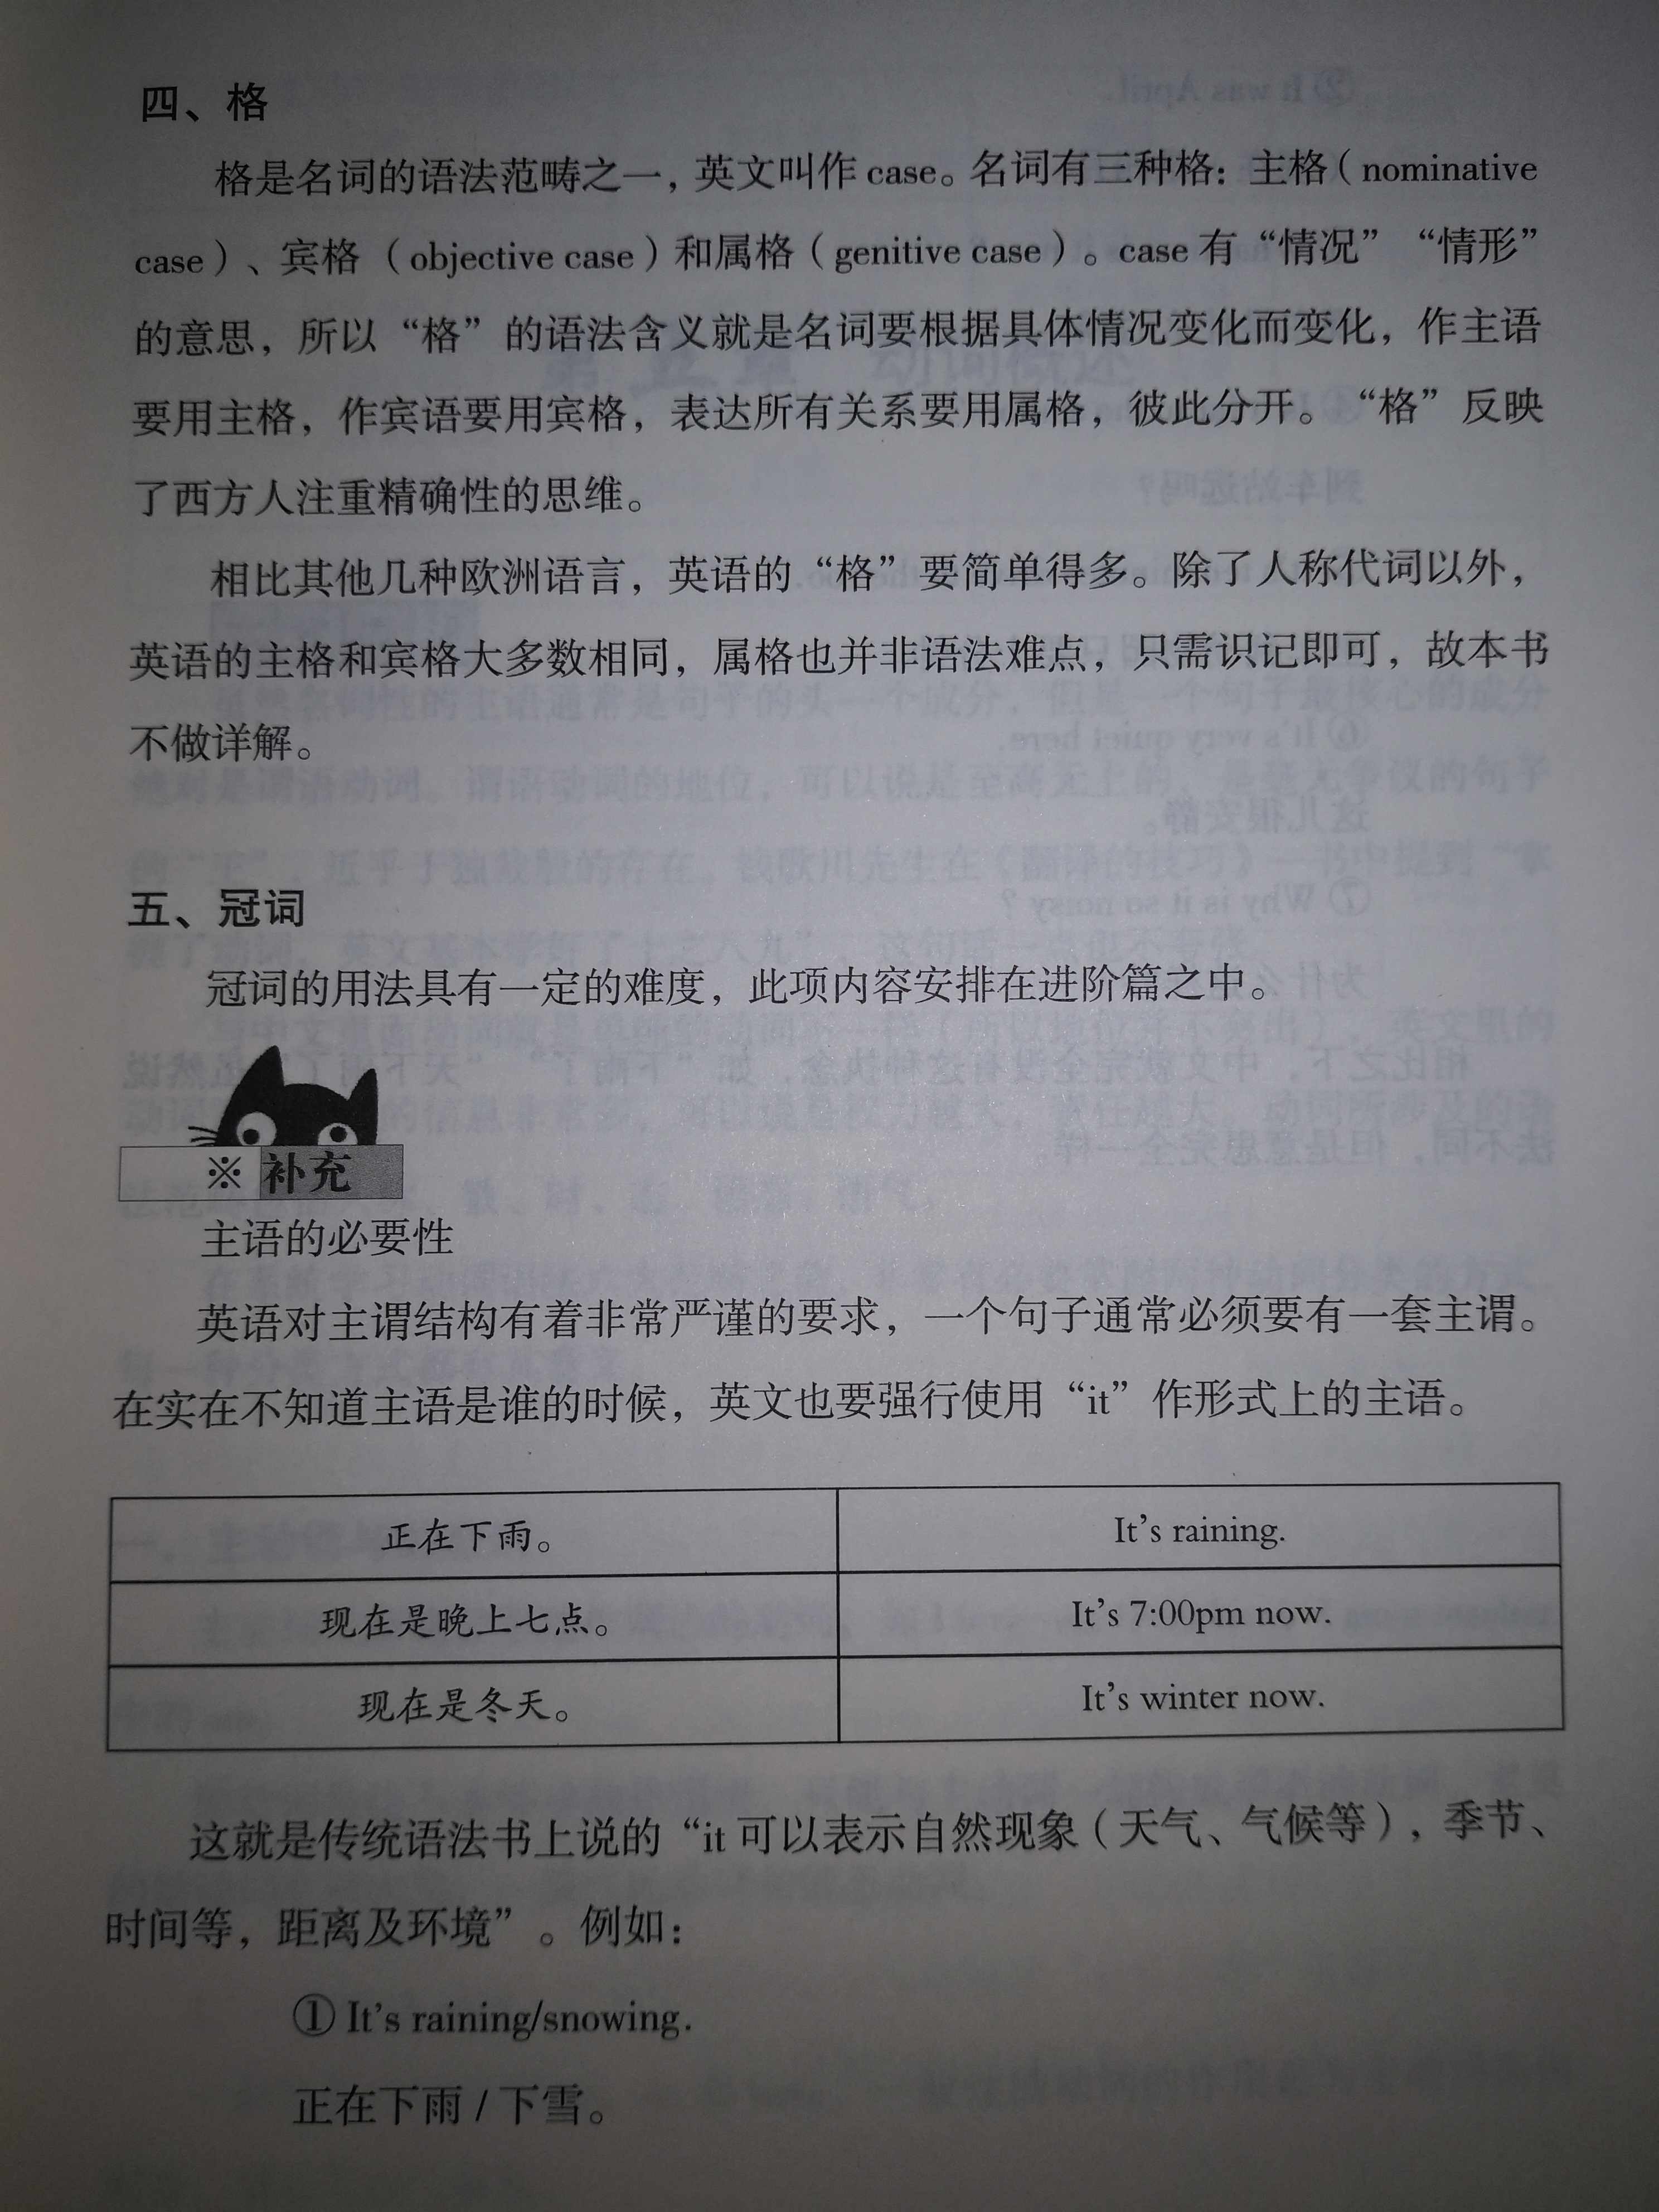 四、格
格是名词的语法范畴之一，英文叫作 case。名词有三种格：主格（nominative
case）、宾格（objective case）和属格（genitive case）。case 有“情况”“情形”
的意思，所以“格”的语法含义就是名词要根据具体情况变化而变化，作主语
要用主格，作宾语要用宾格，表达所有关系要用属格，彼此分开。“格”反映
了西方人注重精确性的思维。
相比其他几种欧洲语言，英语的“格”要简单得多。除了人称代词以外，
英语的主格和宾格大多数相同，属格也并非语法难点，只需识记即可，故本书
不做详解。
五、冠词
冠词的用法具有一定的难度，此项内容安排在进阶篇之中。
※ 补充
主语的必要性
英语对主谓结构有着非常严谨的要求，一个句子通常必须要有一套主谓。
在实在不知道主语是谁的时候，英文也要强行使用“it”作形式上的主语。
正在下雨。 It’s raining.
现在是晚上七点。 It’s 7:00pm now.
现在是冬天。 It’s winter now.
这就是传统语法书上说的“it 可以表示自然现象（天气、气候等），季节、
时间等，距离及环境”。例如：
① It’s raining/snowing.
正在下雨 / 下雪。